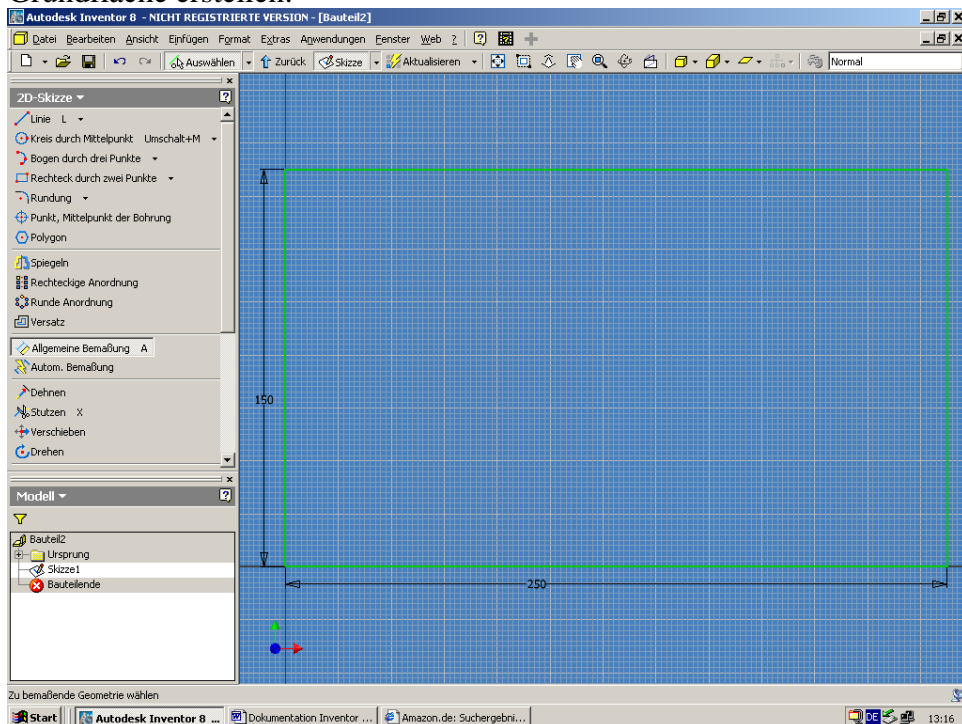 Grundfläche erstellen.
Autodesk Inventor 8 - NICHT REGISTRIERTE VERSION - [Bauteil2]
Datei Bearbeiten Ansicht Einfügen Format Extras Anwendungen Fenster Web ?
Auswählen Zurück Skizze Aktualisieren Normal
2D-Skizze
Linie L
Kreis durch Mittelpunkt Umschalt+M
Bogen durch drei Punkte
Rechteck durch zwei Punkte
Rundung
Punkt, Mittelpunkt der Bohrung
Polygon
Spiegeln
Rechteckige Anordnung
Runde Anordnung
Versatz
Allgemeine Bemaßung A
Autom. Bemaßung
Dehnen
Stutzen X
Verschieben
Drehen
150
250
Modell
Bauteil2
Ursprung
Skizze1
Bauteilende
Zu bemaßende Geometrie wählen
Start Autodesk Inventor 8 ... Dokumentation Inventor ... Amazon.de: Suchergebni... DE 13:16